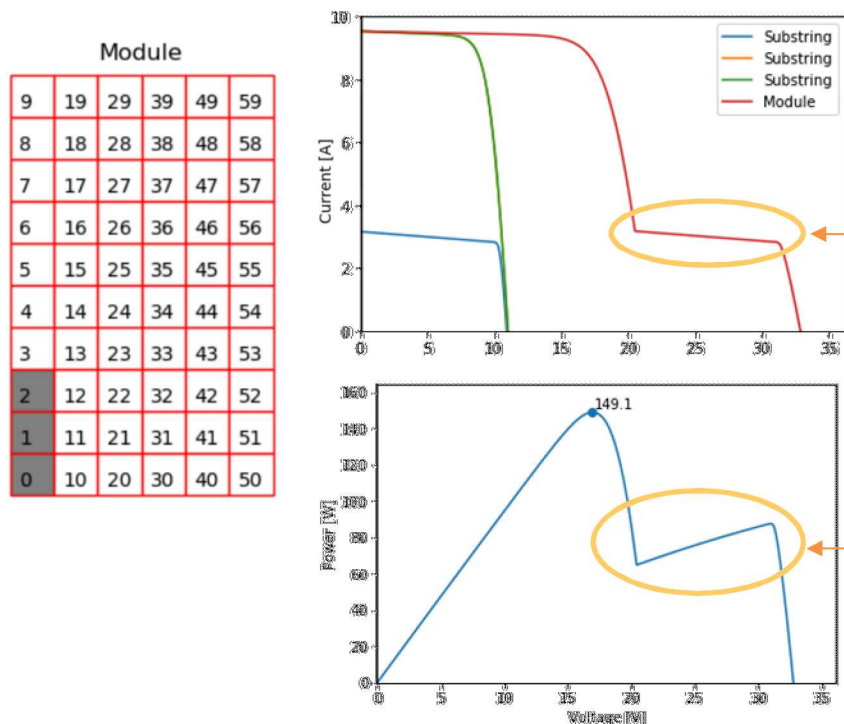 Module
9 19 29 39 49 59
8 18 28 38 48 58
7 17 27 37 47 57
6 16 26 36 46 56
5 15 25 35 45 55
4 14 24 34 44 54
3 13 23 33 43 53
2 12 22 32 42 52
1 11 21 31 41 51
0 10 20 30 40 50
10
8
6
4
2
0
Current [A]
Substring
Substring
Substring
Module
0 5 10 15 20 25 30 35
160
140
120
100
80
60
40
20
0
Power [W]
149.1
0 5 10 15 20 25 30 35
Voltage [V]